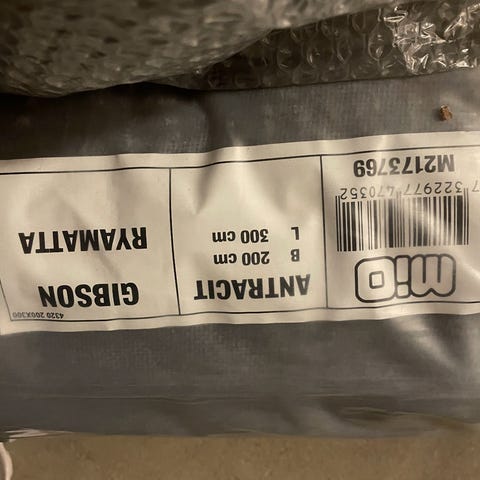 4320 200X300
GIBSON
RYAMATTA
ANTRACIT
B 200 cm
L 300 cm
mio
7 322977 470352
M2173769